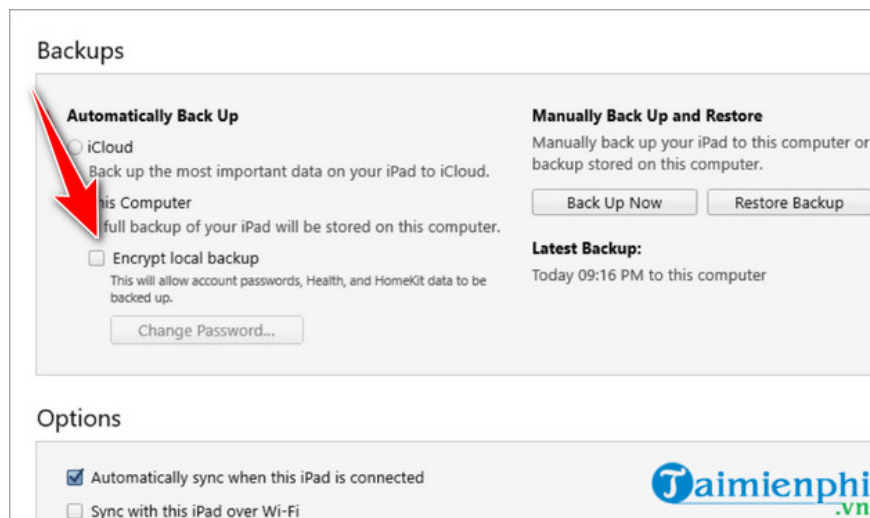 Backups
Automatically Back Up
iCloud
Back up the most important data on your iPad to iCloud.
his Computer
full backup of your iPad will be stored on this computer.
Encrypt local backup
This will allow account passwords, Health, and HomeKit data to be
backed up.
Change Password...
Manually Back Up and Restore
Manually back up your iPad to this computer or
backup stored on this computer.
Back Up Now
Restore Backup
Latest Backup:
Today 09:16 PM to this computer
Options
Automatically sync when this iPad is connected
Sync with this iPad over Wi-Fi
Taimienphi
.vn